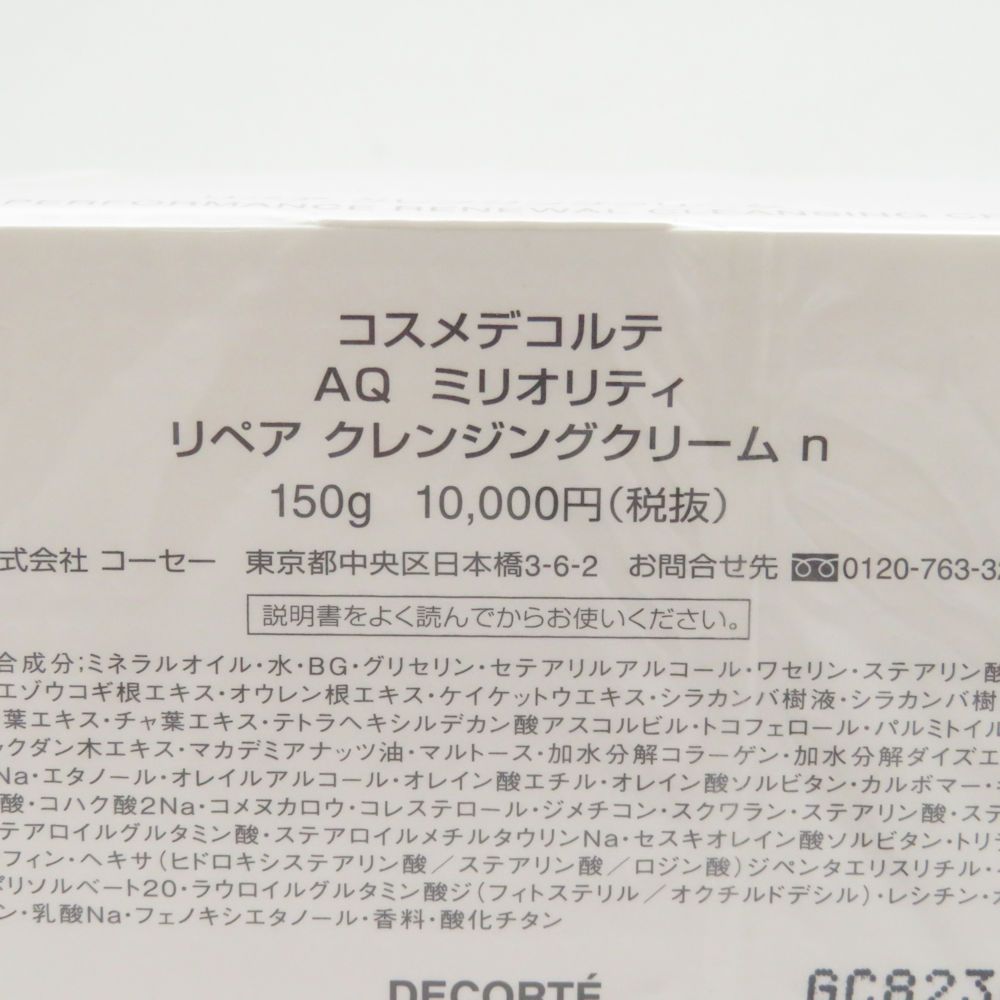 PERFORMANCE RENEWAL CLEANSING
コスメデコルテ
AQ ミリオリティ
リペア クレンジングクリーム n
150g 10,000円(税抜)
式会社 コーセー 東京都中央区日本橋3-6-2 お問合せ先 0120-763-32
説明書をよく読んでからお使いください。
合成分;ミネラルオイル・水・BG・グリセリン・セテアリルアルコール・ワセリン・ステアリン酸
エゾウコギ根エキス・オウレン根エキス・ケイケットウエキス・シラカンバ樹液・シラカンバ樹
葉エキス・チャ葉エキス・テトラヘキシルデカン酸アスコルビル・トコフェロール・パルミトイル
ックダン木エキス・マカデミアナッツ油・マルトース・加水分解コラーゲン・加水分解ダイズエ
Na・エタノール・オレイルアルコール・オレイン酸エチル・オレイン酸ソルビタン・カルボマー・
酸・コハク酸2Na・コメヌカロウ・コレステロール・ジメチコン・スクワラン・ステアリン酸・ステ
テアロイルグルタミン酸・ステアロイルメチルタウリンNa・セスキオレイン酸ソルビタン・トリ
フィン・ヘキサ(ヒドロキシステアリン酸/ステアリン酸/ロジン酸)ジペンタエリスリチル・
ポリソルベート20・ラウロイルグルタミン酸ジ(フィトステリル/オクチルドデシル)・レシチン・
ン・乳酸Na・フェノキシエタノール・香料・酸化チタン
DECORTÉ
GC823